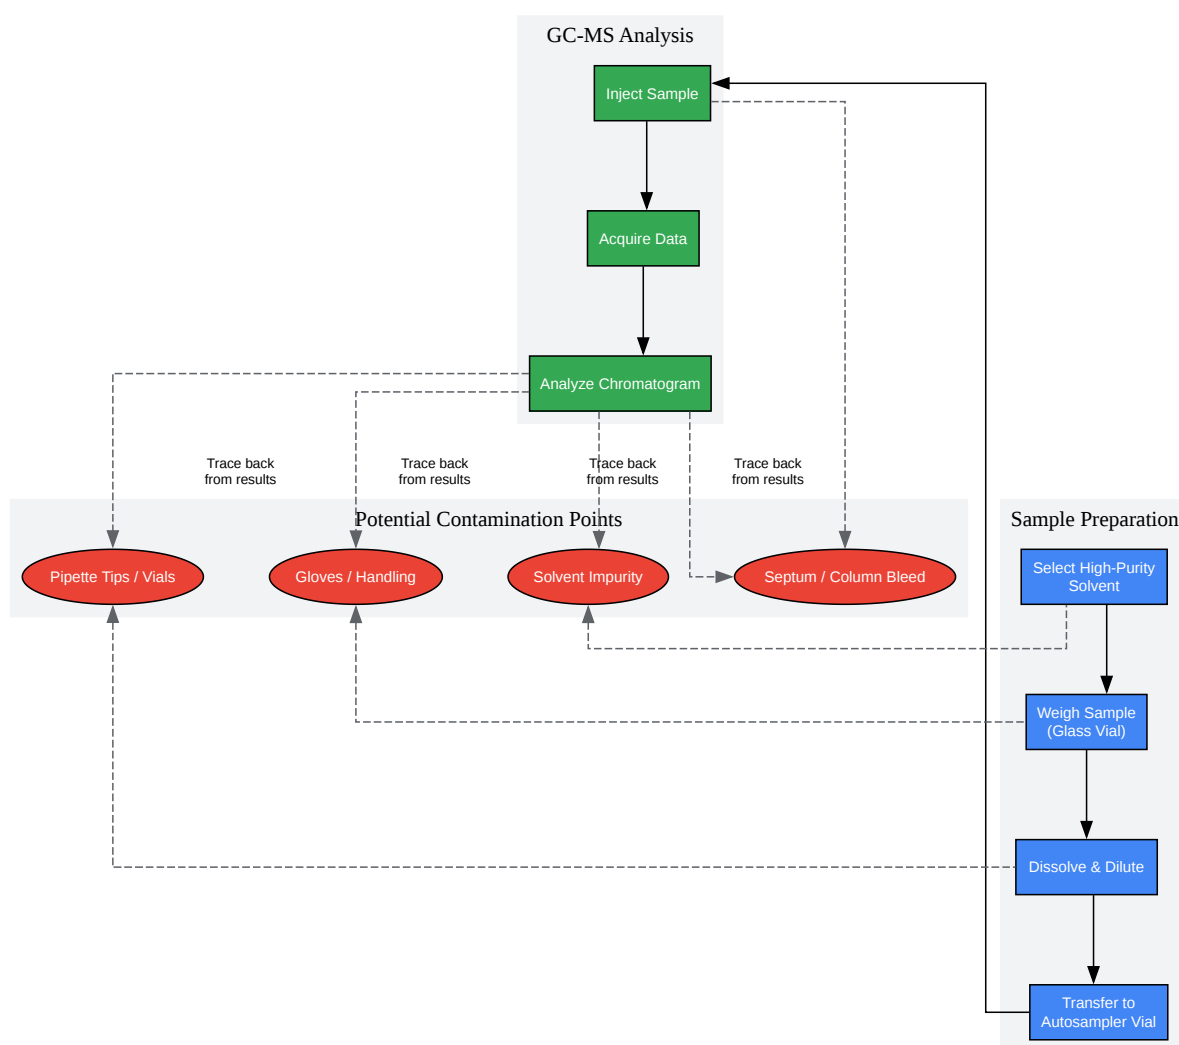 GC-MS Analysis
Inject Sample
Acquire Data
Analyze Chromatogram
Trace back
from results
Trace back
from results
Trace back
from results
Trace back
from results
Potential Contamination Points
Pipette Tips / Vials
Gloves / Handling
Solvent Impurity
Septum / Column Bleed
Sample Preparation
Select High-Purity
Solvent
Weigh Sample
(Glass Vial)
Dissolve & Dilute
Transfer to
Autosampler Vial